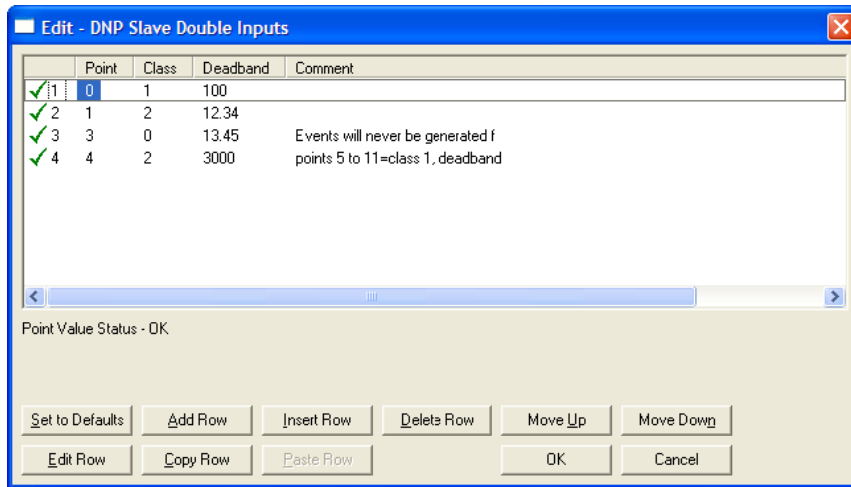 Edit - DNP Slave Double Inputs
Point Class Deadband Comment
1 0 1 100
2 1 2 12.34
3 3 0 13.45 Events will never be generated f
4 4 2 3000 points 5 to 11=class 1, deadband
Point Value Status - OK
Set to Defaults Add Row Insert Row Delete Row Move Up Move Down
Edit Row Copy Row Paste Row OK Cancel